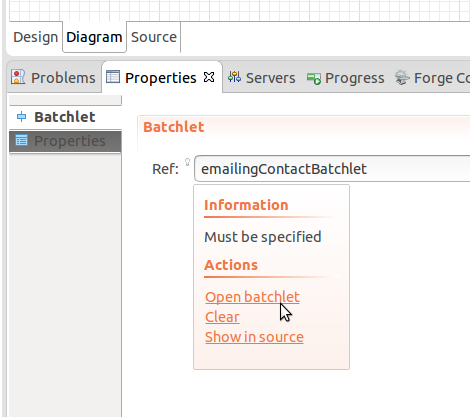 Design Diagram Source
Problems Properties Servers Progress Forge Co
Batchlet
Properties
Batchlet
Ref: emailingContactBatchlet
Information
Must be specified
Actions
Open batchlet
Clear
Show in source